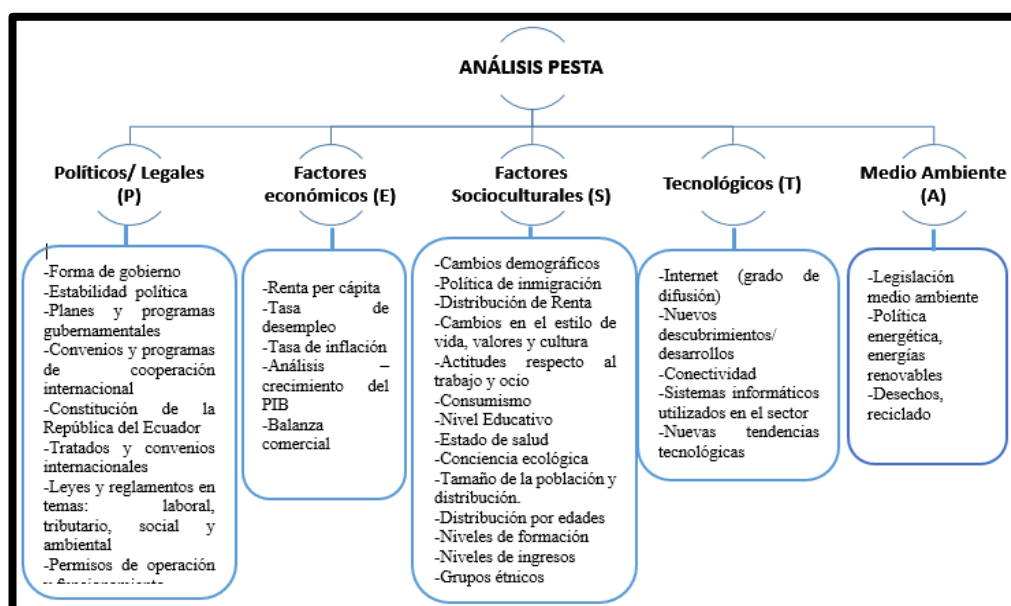 ANÁLISIS PESTA
Políticos/ Legales
(P)
-Forma de gobierno
-Estabilidad política
-Planes y programas
gubernamentales
-Convenios y programas
de cooperación
internacional
-Constitución de la
República del Ecuador
-Tratados y convenios
internacionales
-Leyes y reglamentos en
temas: laboral,
tributario, social y
ambiental
-Permisos de operación
y funcionamiento
Factores
económicos (E)
-Renta per cápita
-Tasa de
desempleo
-Tasa de inflación
-Análisis –
crecimiento del
PIB
-Balanza
comercial
Factores
Socioculturales (S)
-Cambios demográficos
-Política de inmigración
-Distribución de Renta
-Cambios en el estilo de
vida, valores y cultura
-Actitudes respecto al
trabajo y ocio
-Consumismo
-Nivel Educativo
-Estado de salud
-Conciencia ecológica
-Tamaño de la población y
distribución.
-Distribución por edades
-Niveles de formación
-Niveles de ingresos
-Grupos étnicos
Tecnológicos (T)
-Internet (grado de
difusión)
-Nuevos
descubrimientos/
desarrollos
-Conectividad
-Sistemas informáticos
utilizados en el sector
-Nuevas tendencias
tecnológicas
Medio Ambiente
(A)
-Legislación
medio ambiente
-Política
energética,
energías
renovables
-Desechos,
reciclado